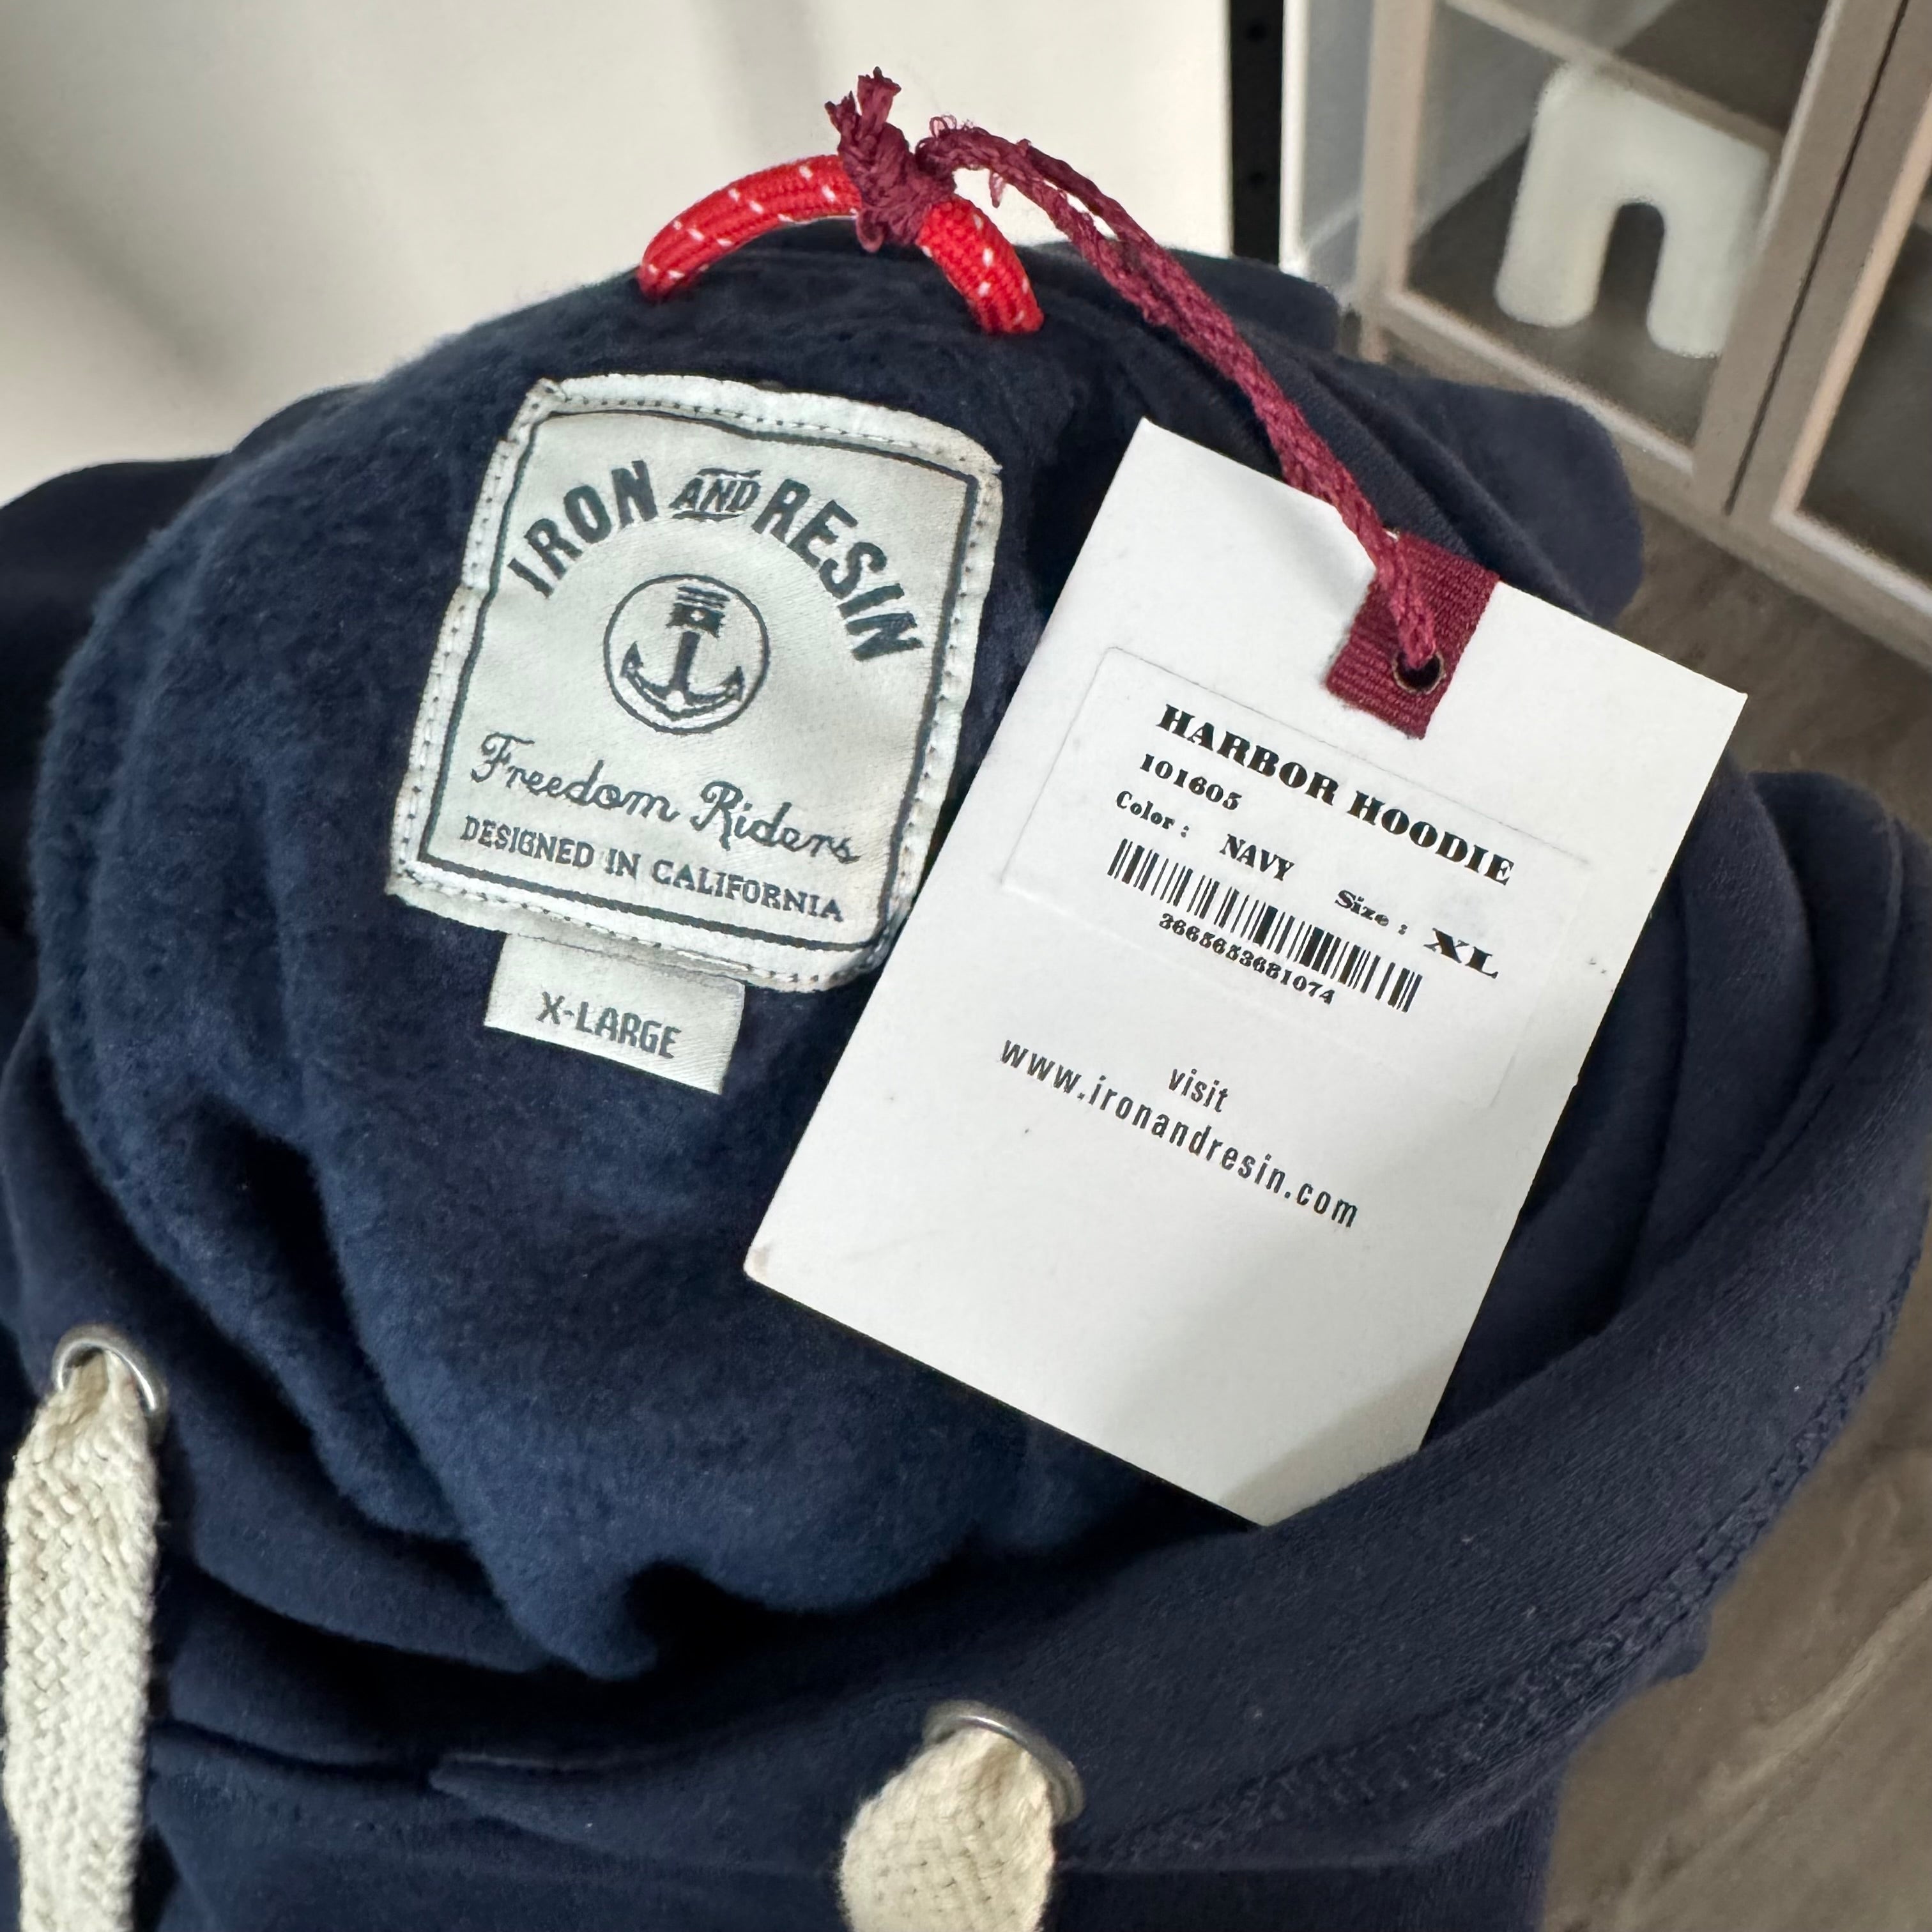 IRON AND RESIN
Freedom Riders
DESIGNED IN CALIFORNIA
X-LARGE
HARBOR HOODIE
101605
Color : NAVY Size : XL
3665653681074
visit
www.ironandresin.com